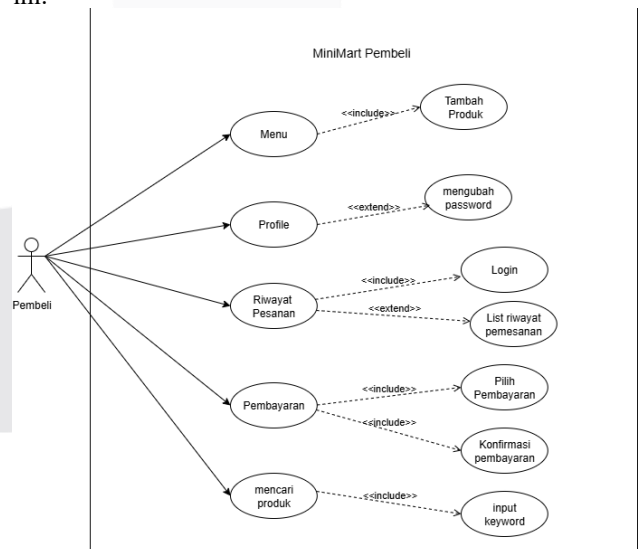 MiniMart Pembeli
Tambah
Produk
<<include>>
Menu
mengubah
password
<<extend>>
Profile
Login
<<include>>
Riwayat
Pesanan
<<extend>>
List riwayat
pemesanan
Pembeli
Pilih
Pembayaran
<<include>>
Pembayaran
<<include>>
Konfirmasi
pembayaran
mencari
produk
<<include>>
input
keyword